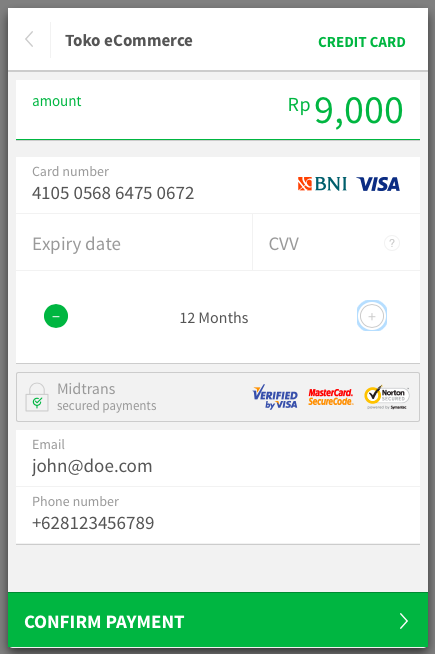 Toko eCommerce
CREDIT CARD
amount
Rp 9,000
Card number
4105 0568 6475 0672
BNI VISA
Expiry date
CVV
?
− 12 Months +
Midtrans
secured payments
VERIFIED
by VISA
MasterCard.
SecureCode.
Norton
SECURED
powered by Symantec
Email
john@doe.com
Phone number
+628123456789
CONFIRM PAYMENT